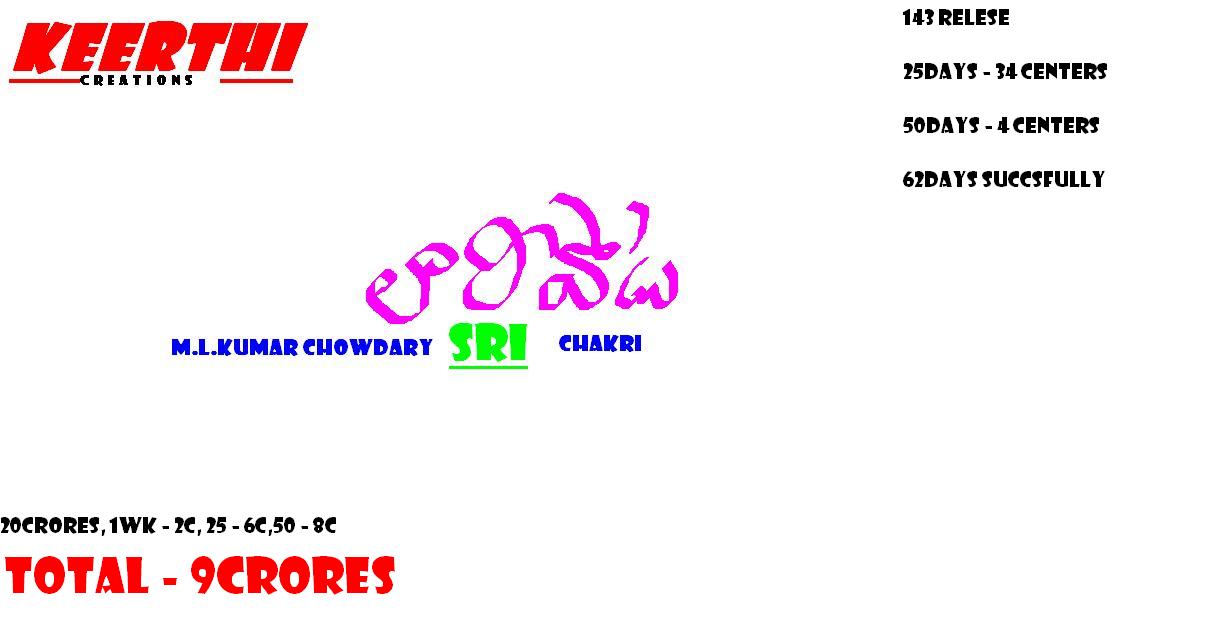 KEERTHI
CREATIONS
143 RELESE
25DAYS - 34 CENTERS
50DAYS - 4 CENTERS
62DAYS SUCCSFULLY
లారివోడు
M.L.KUMAR CHOWDARY SRI CHAKRI
20CRORES, 1WK - 2C, 25 - 6C,50 - 8C
TOTAL - 9CRORES